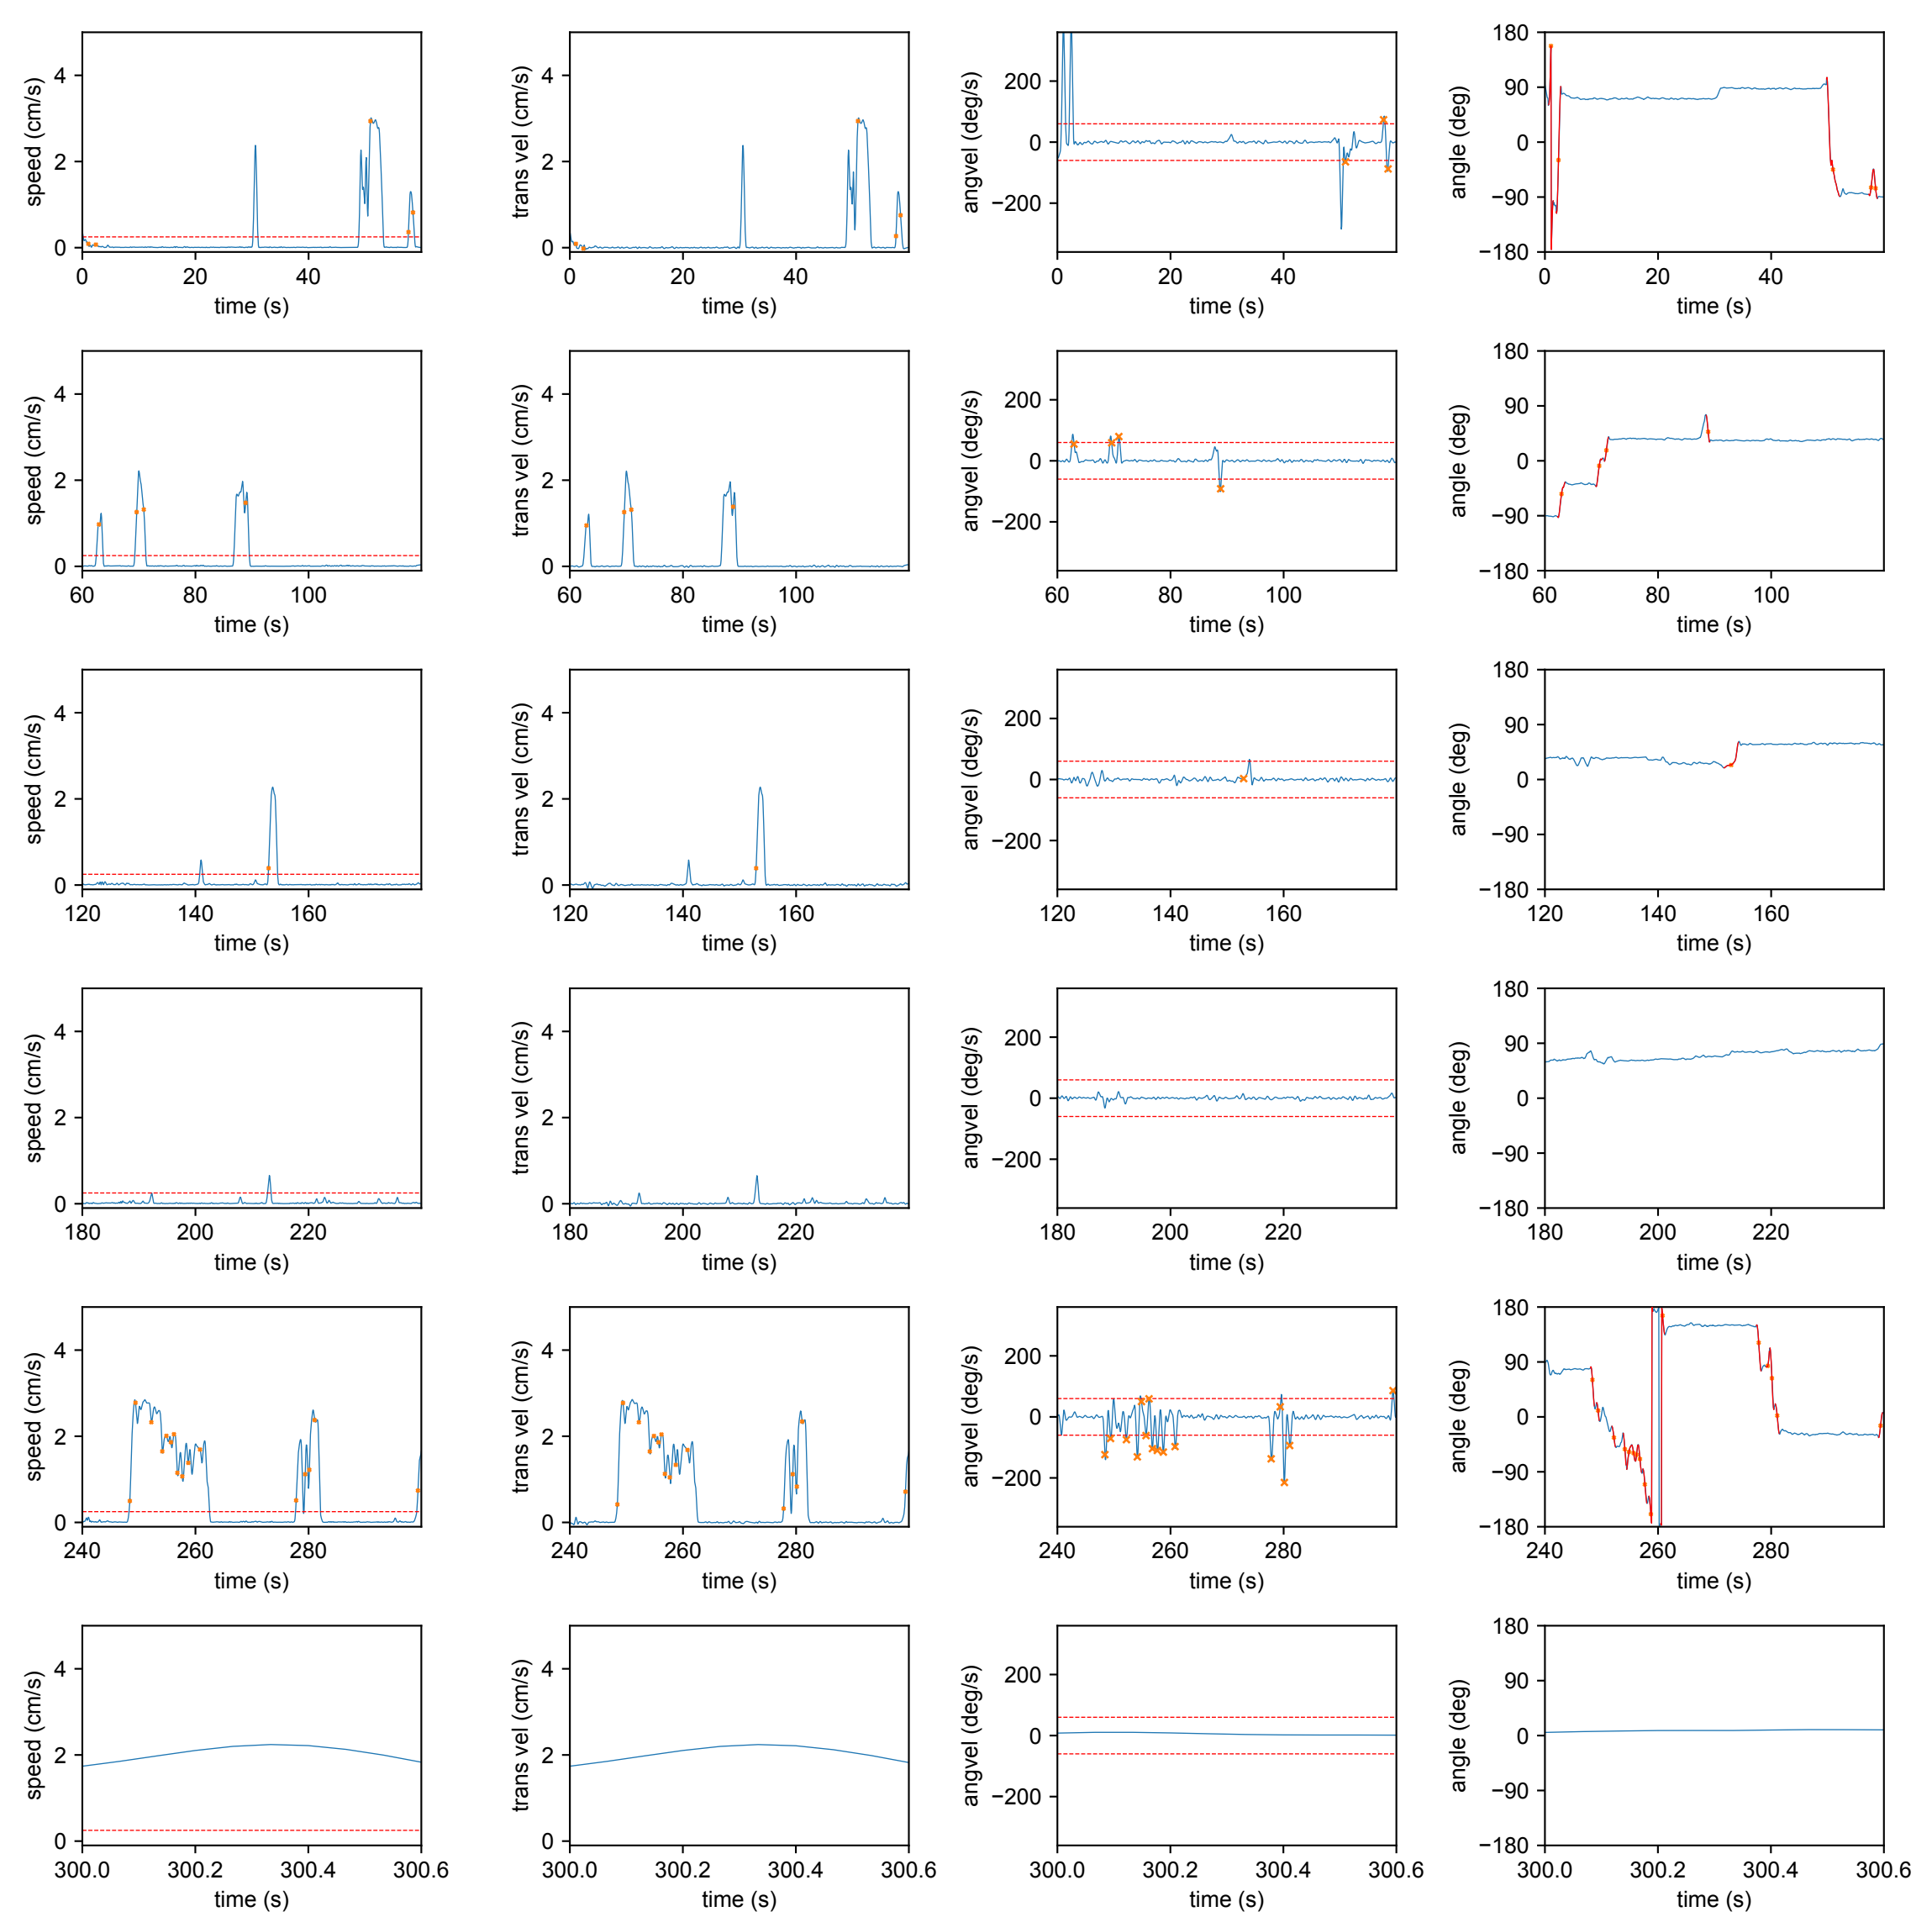 speed (cm/s)
4
2
0
0 20 40
time (s)
trans vel (cm/s)
4
2
0
0 20 40
time (s)
angvel (deg/s)
200
0
−200
0 20 40
time (s)
angle (deg)
180
90
0
−90
−180
0 20 40
time (s)
speed (cm/s)
4
2
0
60 80 100
time (s)
trans vel (cm/s)
4
2
0
60 80 100
time (s)
angvel (deg/s)
200
0
−200
60 80 100
time (s)
angle (deg)
180
90
0
−90
−180
60 80 100
time (s)
speed (cm/s)
4
2
0
120 140 160
time (s)
trans vel (cm/s)
4
2
0
120 140 160
time (s)
angvel (deg/s)
200
0
−200
120 140 160
time (s)
angle (deg)
180
90
0
−90
−180
120 140 160
time (s)
speed (cm/s)
4
2
0
180 200 220
time (s)
trans vel (cm/s)
4
2
0
180 200 220
time (s)
angvel (deg/s)
200
0
−200
180 200 220
time (s)
angle (deg)
180
90
0
−90
−180
180 200 220
time (s)
speed (cm/s)
4
2
0
240 260 280
time (s)
trans vel (cm/s)
4
2
0
240 260 280
time (s)
angvel (deg/s)
200
0
−200
240 260 280
time (s)
angle (deg)
180
90
0
−90
−180
240 260 280
time (s)
speed (cm/s)
4
2
0
300.0 300.2 300.4 300.6
time (s)
trans vel (cm/s)
4
2
0
300.0 300.2 300.4 300.6
time (s)
angvel (deg/s)
200
0
−200
300.0 300.2 300.4 300.6
time (s)
angle (deg)
180
90
0
−90
−180
300.0 300.2 300.4 300.6
time (s)